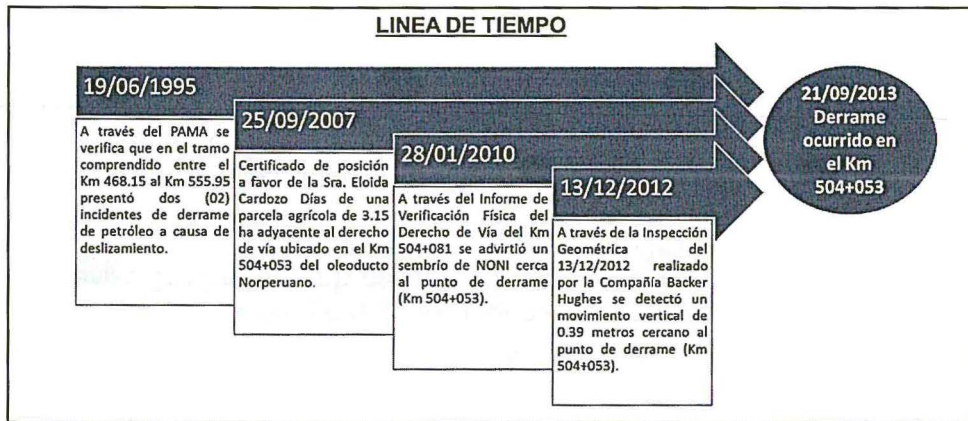 LINEA DE TIEMPO
19/06/1995
A través del PAMA se
verifica que en el tramo
comprendido entre el
Km 468.15 al Km 555.95
presentó dos (02)
incidentes de derrame
de petróleo a causa de
deslizamiento.
25/09/2007
Certificado de posición
a favor de la Sra. Eloida
Cardozo Días de una
parcela agrícola de 3.15
ha adyacente al derecho
de vía ubicado en el Km
504+053 del oleoducto
Norperuano.
28/01/2010
A través del Informe de
Verificación Física del
Derecho de Vía del Km
504+081 se advirtió un
sembrío de NONI cerca
al punto de derrame
(Km 504+053).
13/12/2012
A través de la Inspección
Geométrica del
13/12/2012 realizado
por la Compañía Backer
Hughes se detectó un
movimiento vertical de
0.39 metros cercano al
punto de derrame (Km
504+053).
21/09/2013
Derrame
ocurrido en
el Km
504+053